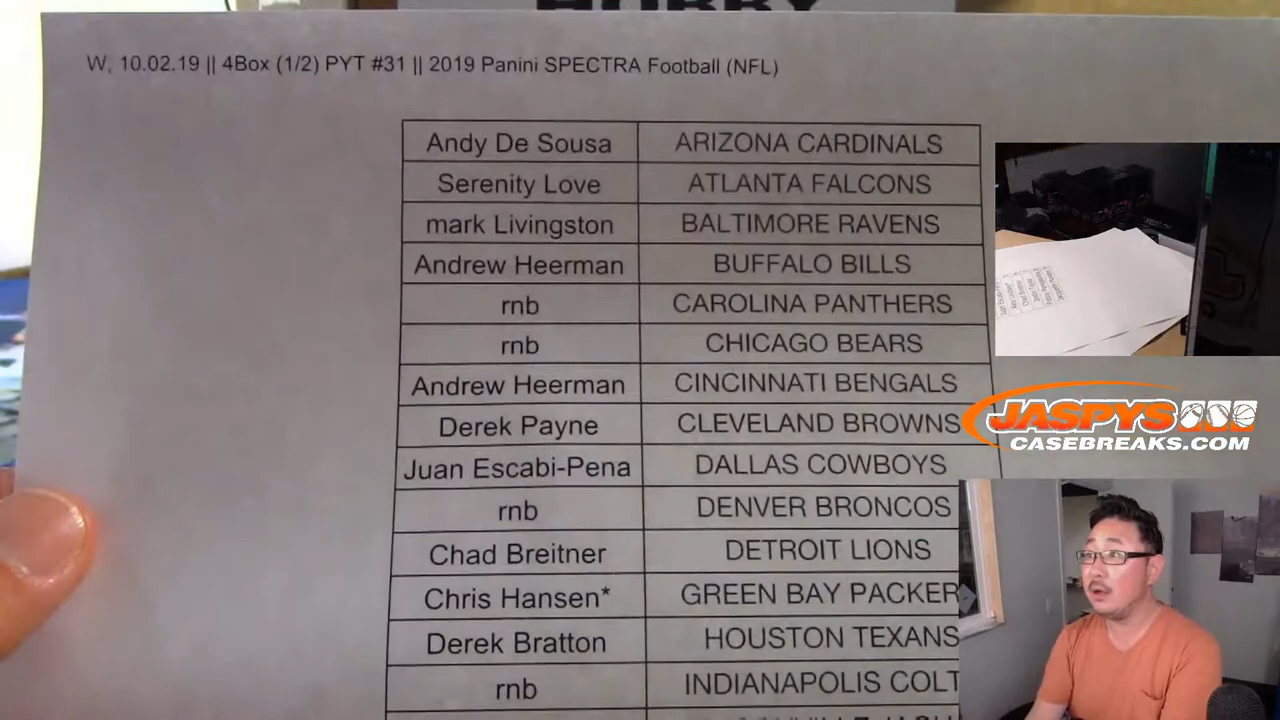 HOBBY
W, 10.02.19 || 4Box (1/2) PYT #31 || 2019 Panini SPECTRA Football (NFL)
Andy De Sousa ARIZONA CARDINALS
Serenity Love ATLANTA FALCONS
mark Livingston BALTIMORE RAVENS
Andrew Heerman BUFFALO BILLS
rnb CAROLINA PANTHERS
rnb CHICAGO BEARS
Andrew Heerman CINCINNATI BENGALS
Derek Payne CLEVELAND BROWNS
Juan Escabi-Pena DALLAS COWBOYS
rnb DENVER BRONCOS
Chad Breitner DETROIT LIONS
Chris Hansen* GREEN BAY PACKER
Derek Bratton HOUSTON TEXANS
rnb INDIANAPOLIS COLT
JASPYS
CASEBREAKS.COM